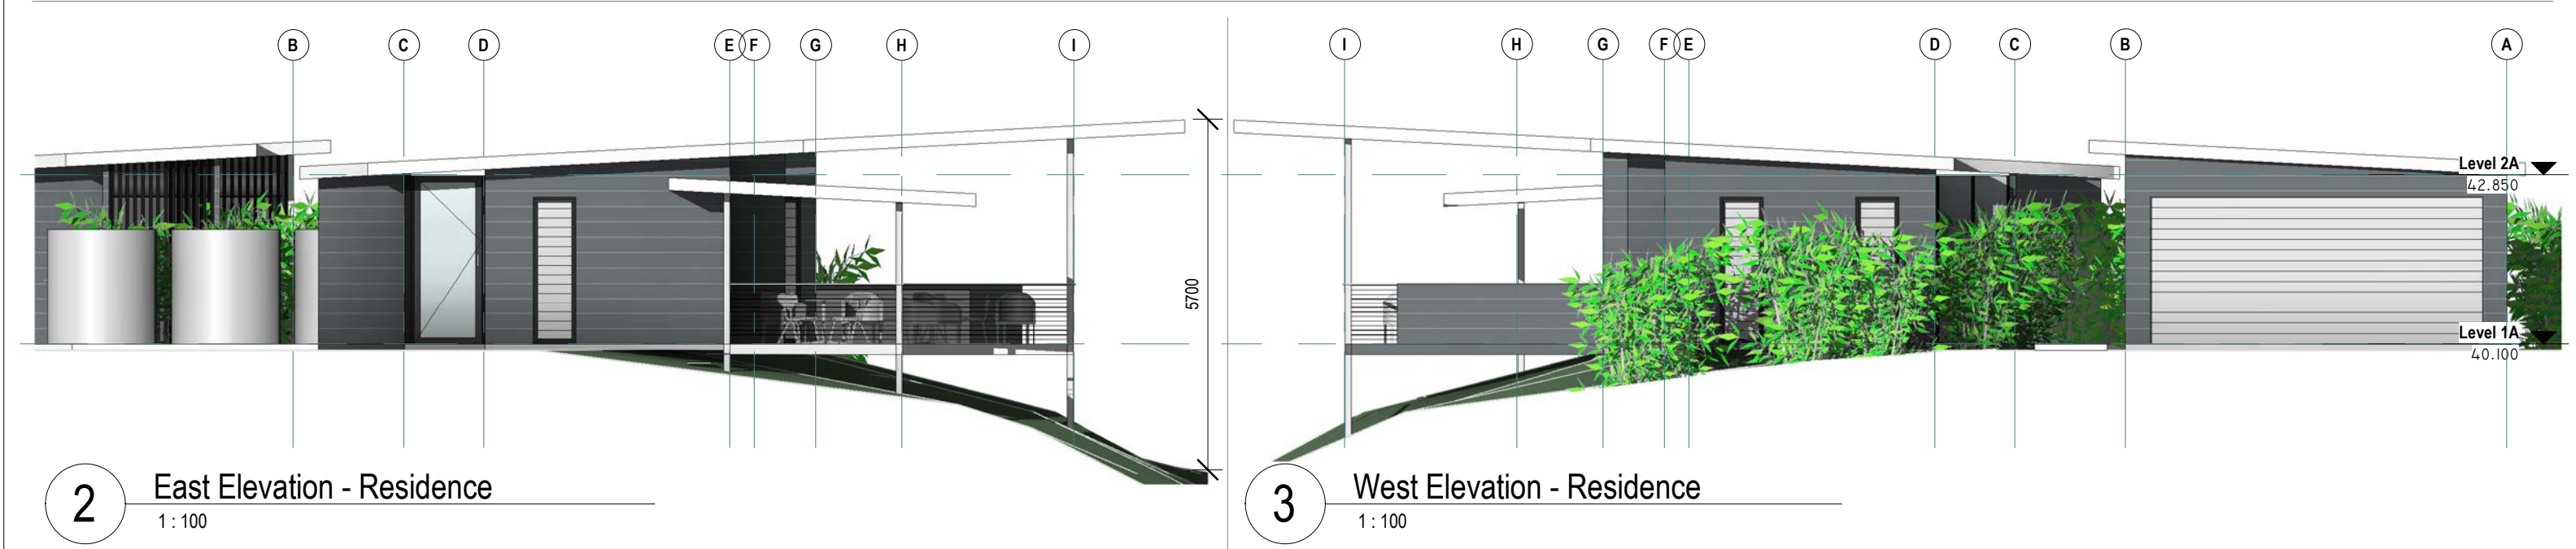 B C D E F G H I
I H G F E D C B A
5700
Level 2A
42.850
Level 1A
40.100
2 East Elevation - Residence
1 : 100
3 West Elevation - Residence
1 : 100